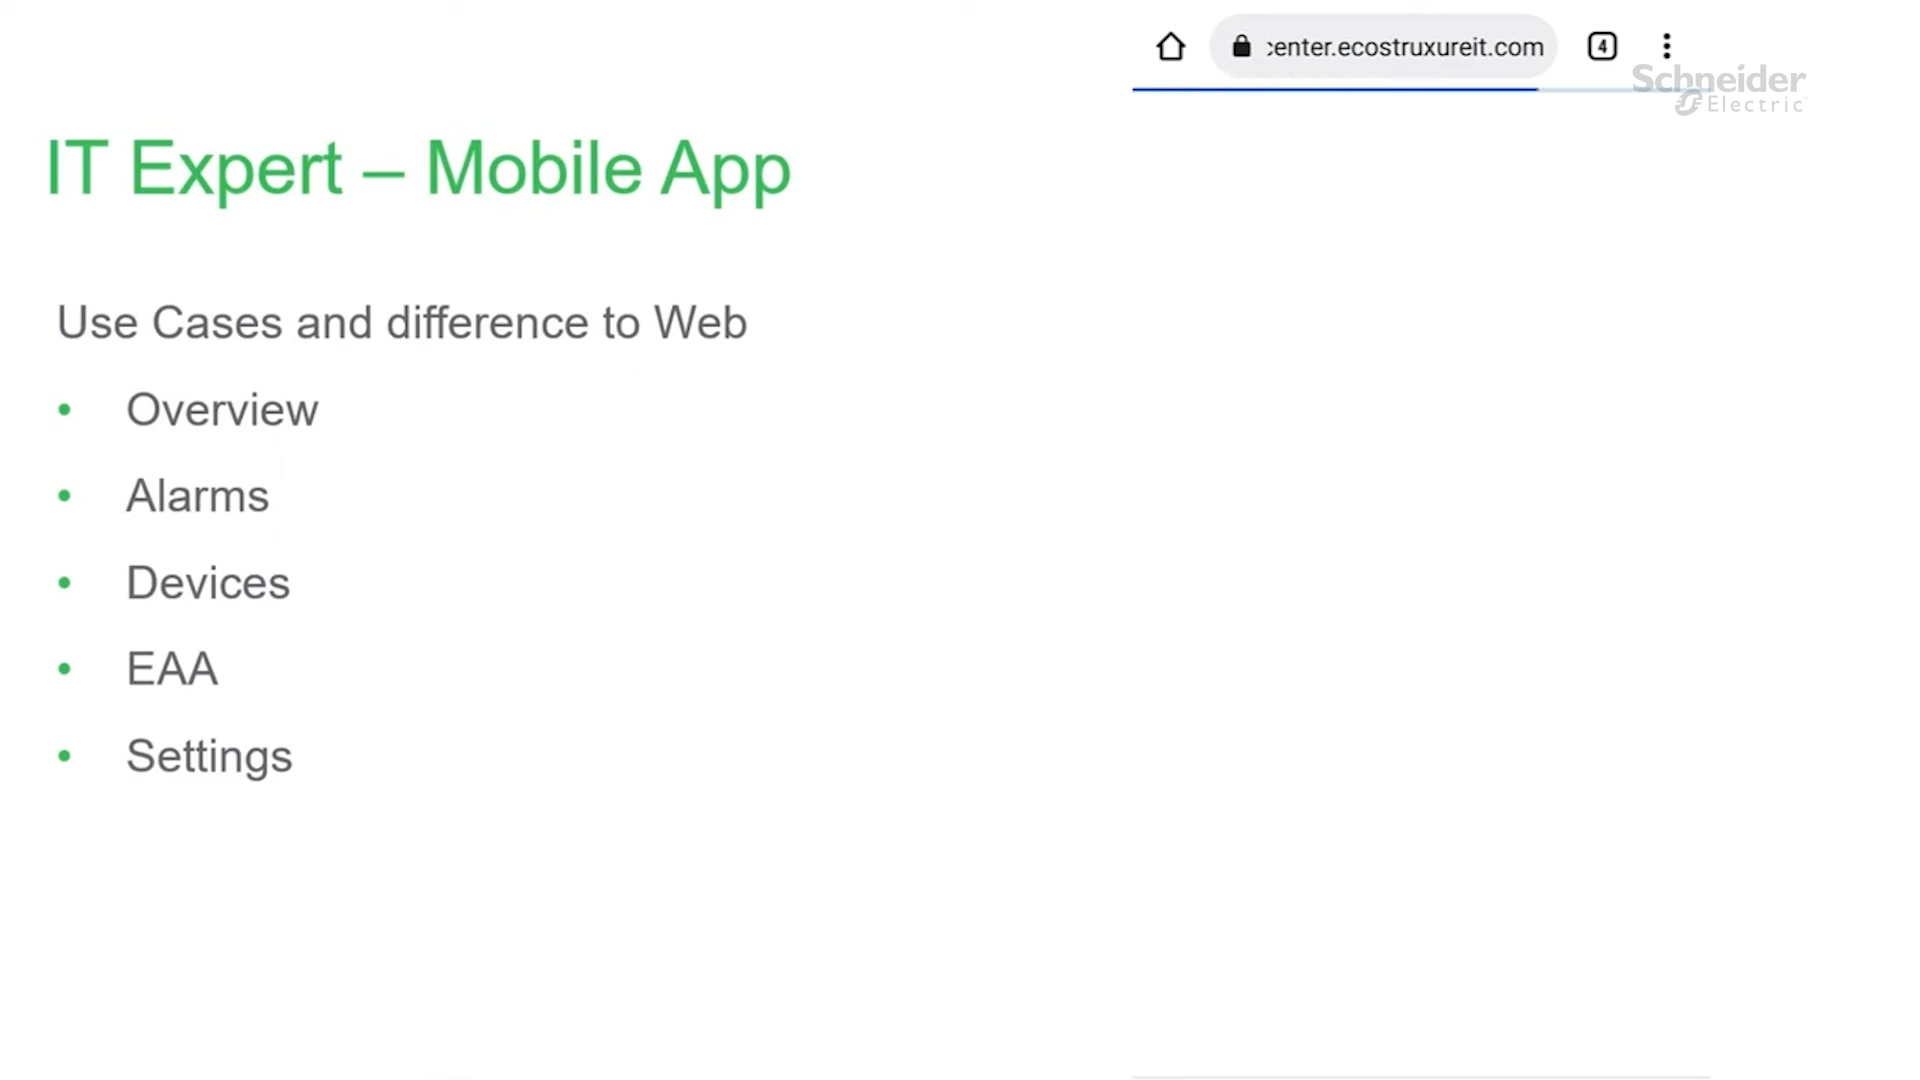 :enter.ecostruxureit.com
4
Schneider
Electric
IT Expert – Mobile App
Use Cases and difference to Web
• Overview
• Alarms
• Devices
• EAA
• Settings